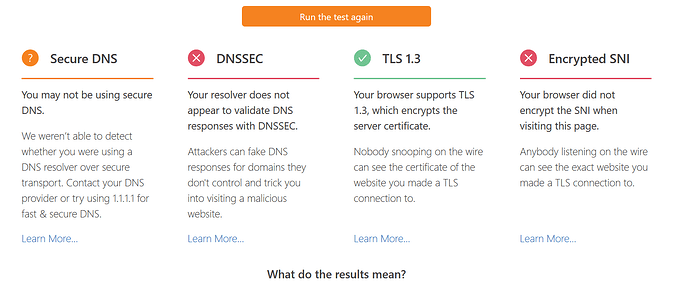 Run the test again
? Secure DNS
You may not be using secure
DNS.
We weren't able to detect
whether you were using a
DNS resolver over secure
transport. Contact your DNS
provider or try using 1.1.1.1 for
fast & secure DNS.
Learn More...
DNSSEC
Your resolver does not
appear to validate DNS
responses with DNSSEC.
Attackers can fake DNS
responses for domains they
don't control and trick you
into visiting a malicious
website.
Learn More...
TLS 1.3
Your browser supports TLS
1.3, which encrypts the
server certificate.
Nobody snooping on the wire
can see the certificate of the
website you made a TLS
connection to.
Learn More...
Encrypted SNI
Your browser did not
encrypt the SNI when
visiting this page.
Anybody listening on the wire
can see the exact website you
made a TLS connection to.
Learn More...
What do the results mean?